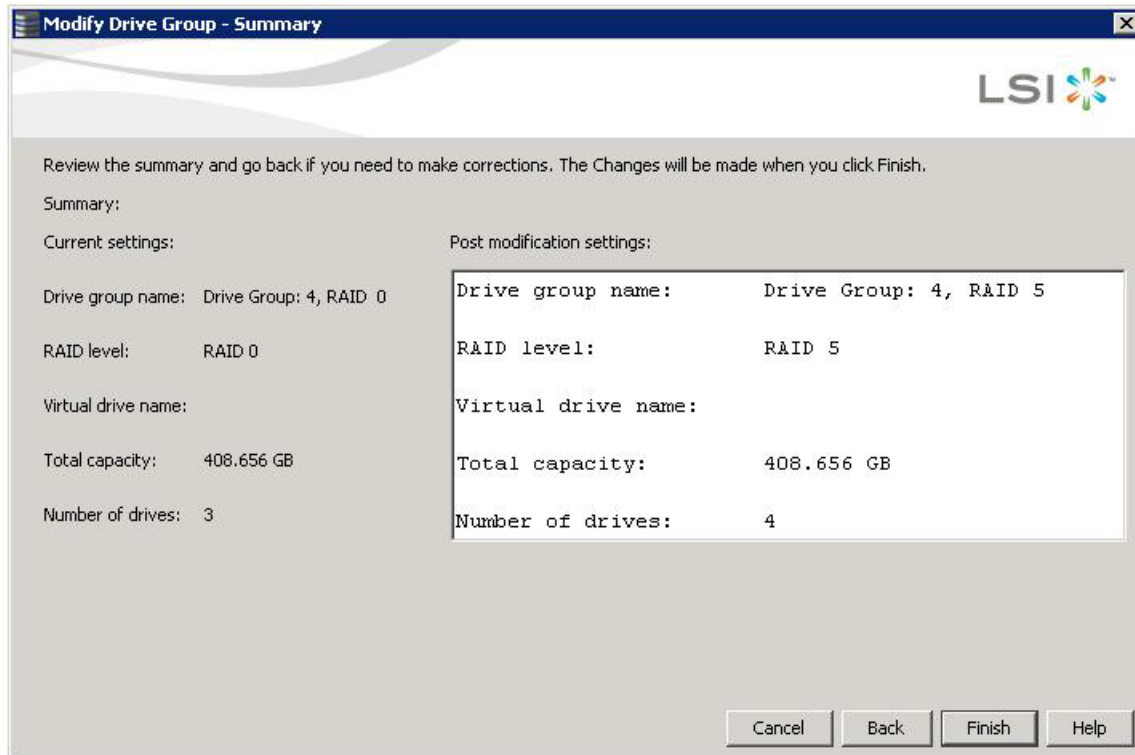 Modify Drive Group - Summary
LSI
Review the summary and go back if you need to make corrections. The Changes will be made when you click Finish.
Summary:
Current settings:
Drive group name: Drive Group: 4, RAID 0
RAID level: RAID 0
Virtual drive name:
Total capacity: 408.656 GB
Number of drives: 3
Post modification settings:
Drive group name: Drive Group: 4, RAID 5
RAID level: RAID 5
Virtual drive name:
Total capacity: 408.656 GB
Number of drives: 4
Cancel Back Finish Help